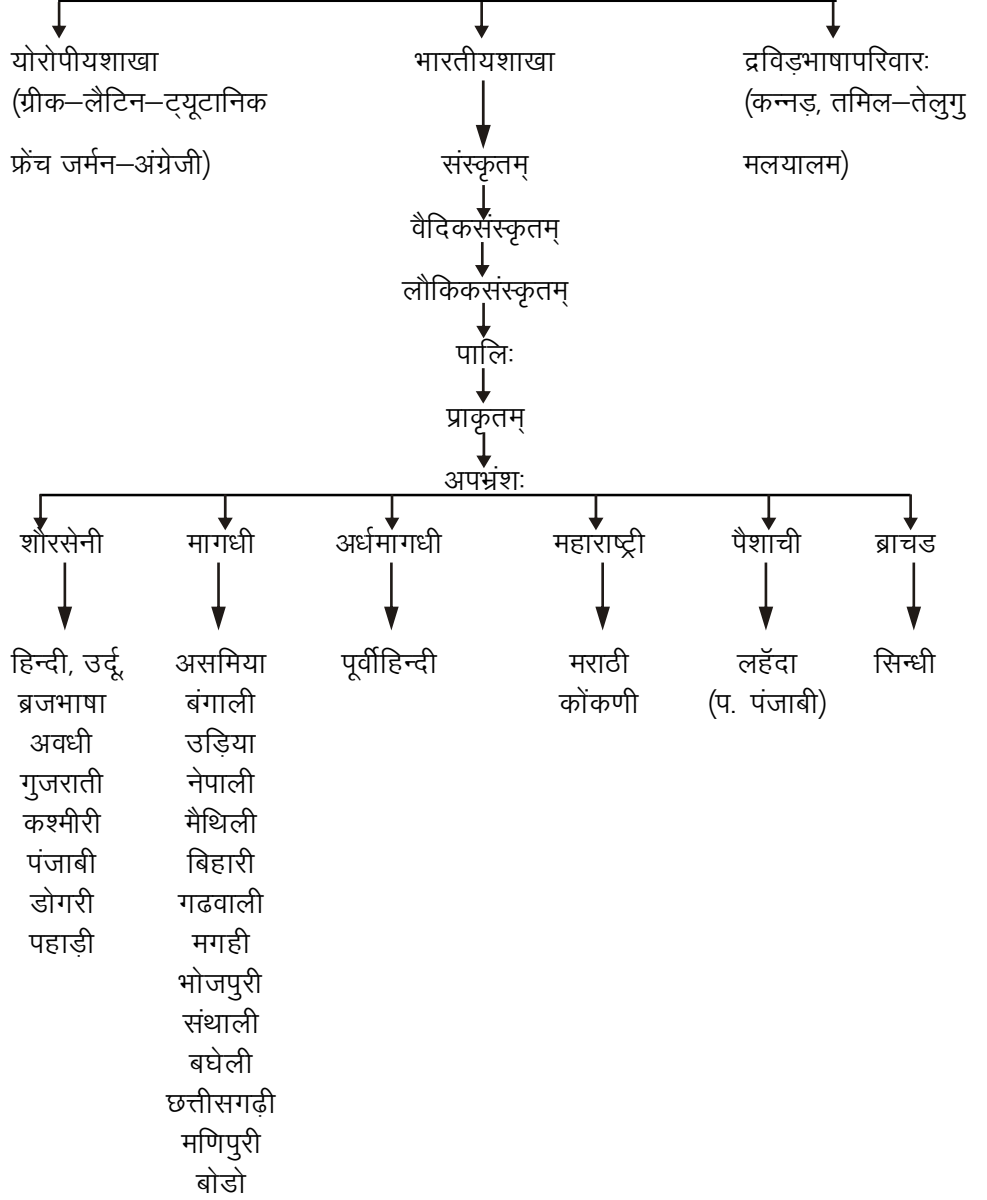 योरोपीयशाखा
(ग्रीक–लैटिन–ट्यूटानिक
फ्रेंच जर्मन–अंग्रेजी)
भारतीयशाखा
द्रविड़भाषापरिवारः
(कन्नड़, तमिल–तेलुगु
मलयालम)
संस्कृतम्
वैदिकसंस्कृतम्
लौकिकसंस्कृतम्
पालिः
प्राकृतम्
अपभ्रंशः
शौरसेनी
मागधी
अर्धमागधी
महाराष्ट्री
पैशाची
ब्राचड
हिन्दी, उर्दू,
ब्रजभाषा
अवधी
गुजराती
कश्मीरी
पंजाबी
डोगरी
पहाड़ी
असमिया
बंगाली
उड़िया
नेपाली
मैथिली
बिहारी
गढवाली
मगही
भोजपुरी
संथाली
बघेली
छत्तीसगढ़ी
मणिपुरी
बोडो
पूर्वीहिन्दी
मराठी
कोंकणी
लहॅदा
(प. पंजाबी)
सिन्धी